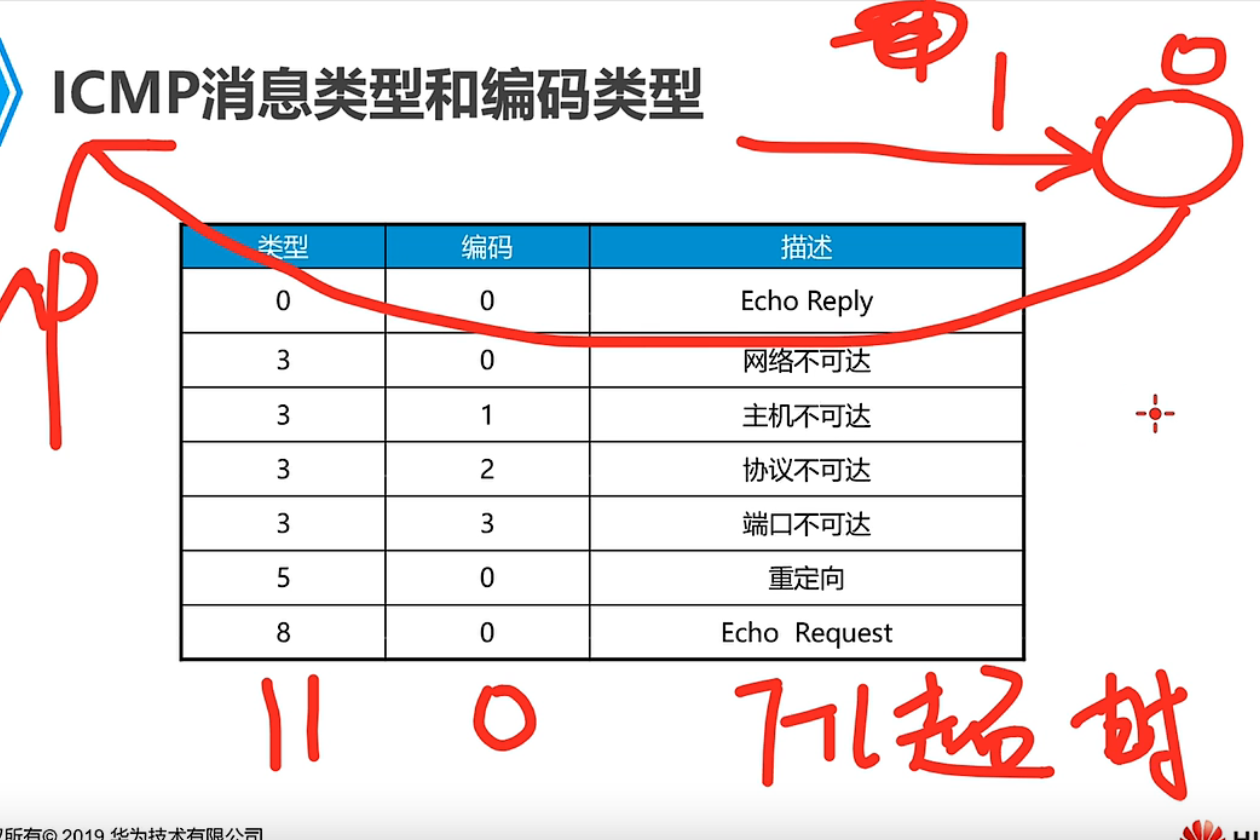 ICMP消息类型和编码类型
1
0
类型 编码 描述
0 0 Echo Reply
3 0 网络不可达
3 1 主机不可达
3 2 协议不可达
3 3 端口不可达
5 0 重定向
8 0 Echo Request
11 0 TTL超时
所有© 2019 华为技术有限公司